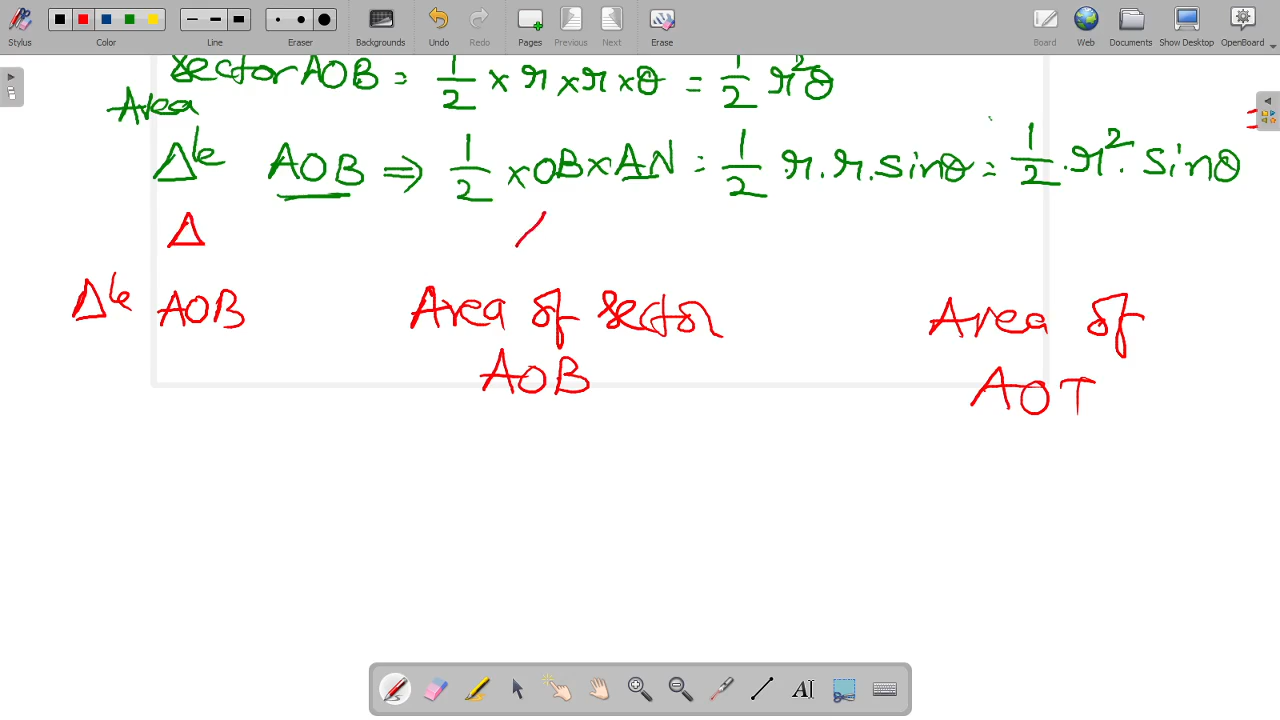 Stylus Color Line Eraser Backgrounds Undo Redo Pages Previous Next Erase Board Web Documents Show Desktop OpenBoard
sector AOB = 1/2 × r × r × θ = 1/2 r²θ
Area
Δle AOB ⇒ 1/2 × OB × AN = 1/2 r.r.sinθ = 1/2 . r². sinθ =
Δ /
Δle AOB Area of sector Area of
AOB AOT
AI